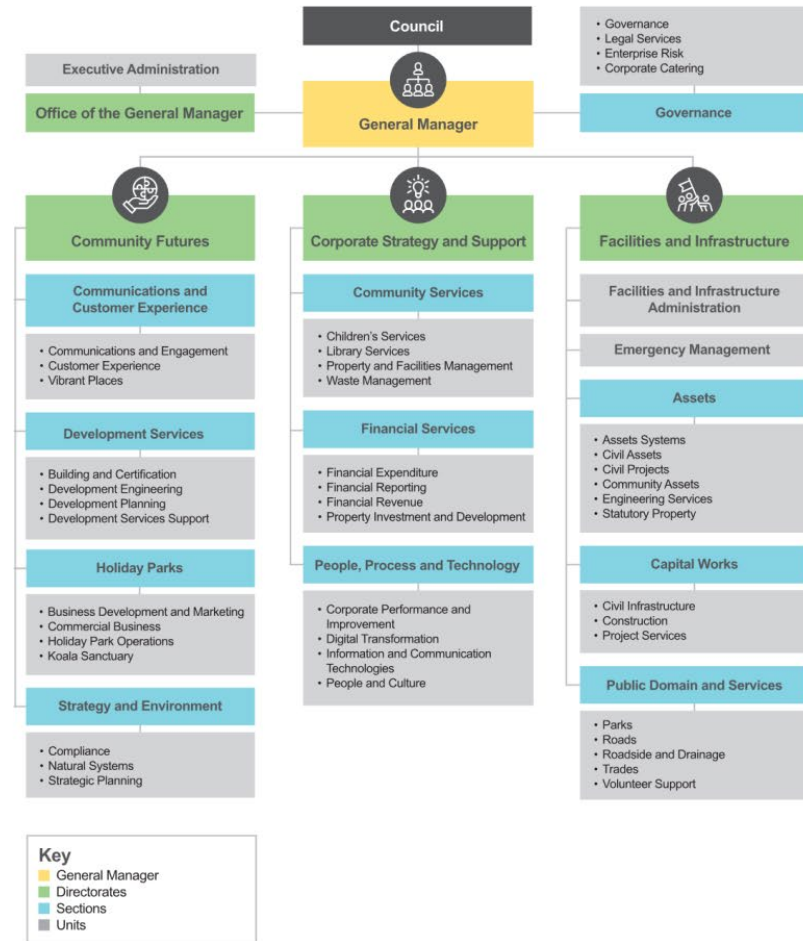 Council
Executive Administration
Office of the General Manager
General Manager
• Governance
• Legal Services
• Enterprise Risk
• Corporate Catering
Governance
Community Futures
Communications and
Customer Experience
• Communications and Engagement
• Customer Experience
• Vibrant Places
Development Services
• Building and Certification
• Development Engineering
• Development Planning
• Development Services Support
Holiday Parks
• Business Development and Marketing
• Commercial Business
• Holiday Park Operations
• Koala Sanctuary
Strategy and Environment
• Compliance
• Natural Systems
• Strategic Planning
Corporate Strategy and Support
Community Services
• Children's Services
• Library Services
• Property and Facilities Management
• Waste Management
Financial Services
• Financial Expenditure
• Financial Reporting
• Financial Revenue
• Property Investment and Development
People, Process and Technology
• Corporate Performance and
Improvement
• Digital Transformation
• Information and Communication
Technologies
• People and Culture
Facilities and Infrastructure
Facilities and Infrastructure
Administration
Emergency Management
Assets
• Assets Systems
• Civil Assets
• Civil Projects
• Community Assets
• Engineering Services
• Statutory Property
Capital Works
• Civil Infrastructure
• Construction
• Project Services
Public Domain and Services
• Parks
• Roads
• Roadside and Drainage
• Trades
• Volunteer Support
Key
General Manager
Directorates
Sections
Units